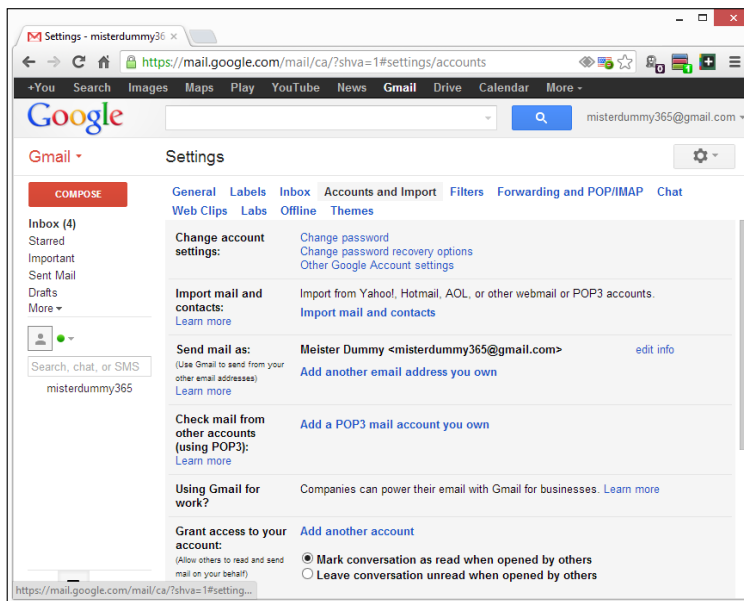 Settings - misterdummy36
https://mail.google.com/mail/ca/?shva=1#settings/accounts
+You Search Images Maps Play YouTube News Gmail Drive Calendar More
Google
misterdummy365@gmail.com
Gmail
Settings
COMPOSE
Inbox (4)
Starred
Important
Sent Mail
Drafts
More
Search, chat, or SMS
misterdummy365
General Labels Inbox Accounts and Import Filters Forwarding and POP/IMAP Chat
Web Clips Labs Offline Themes
Change account settings:
Change password
Change password recovery options
Other Google Account settings
Import mail and contacts:
Learn more
Import from Yahoo!, Hotmail, AOL, or other webmail or POP3 accounts.
Import mail and contacts
Send mail as:
(Use Gmail to send from your
other email addresses)
Learn more
Meister Dummy <misterdummy365@gmail.com>
edit info
Add another email address you own
Check mail from
other accounts
(using POP3):
Learn more
Add a POP3 mail account you own
Using Gmail for
work?
Companies can power their email with Gmail for businesses. Learn more
Grant access to your
account:
(Allow others to read and send
mail on your behalf)
Add another account
Mark conversation as read when opened by others
Leave conversation unread when opened by others
https://mail.google.com/mail/ca/?shva=1#setting...
0
1